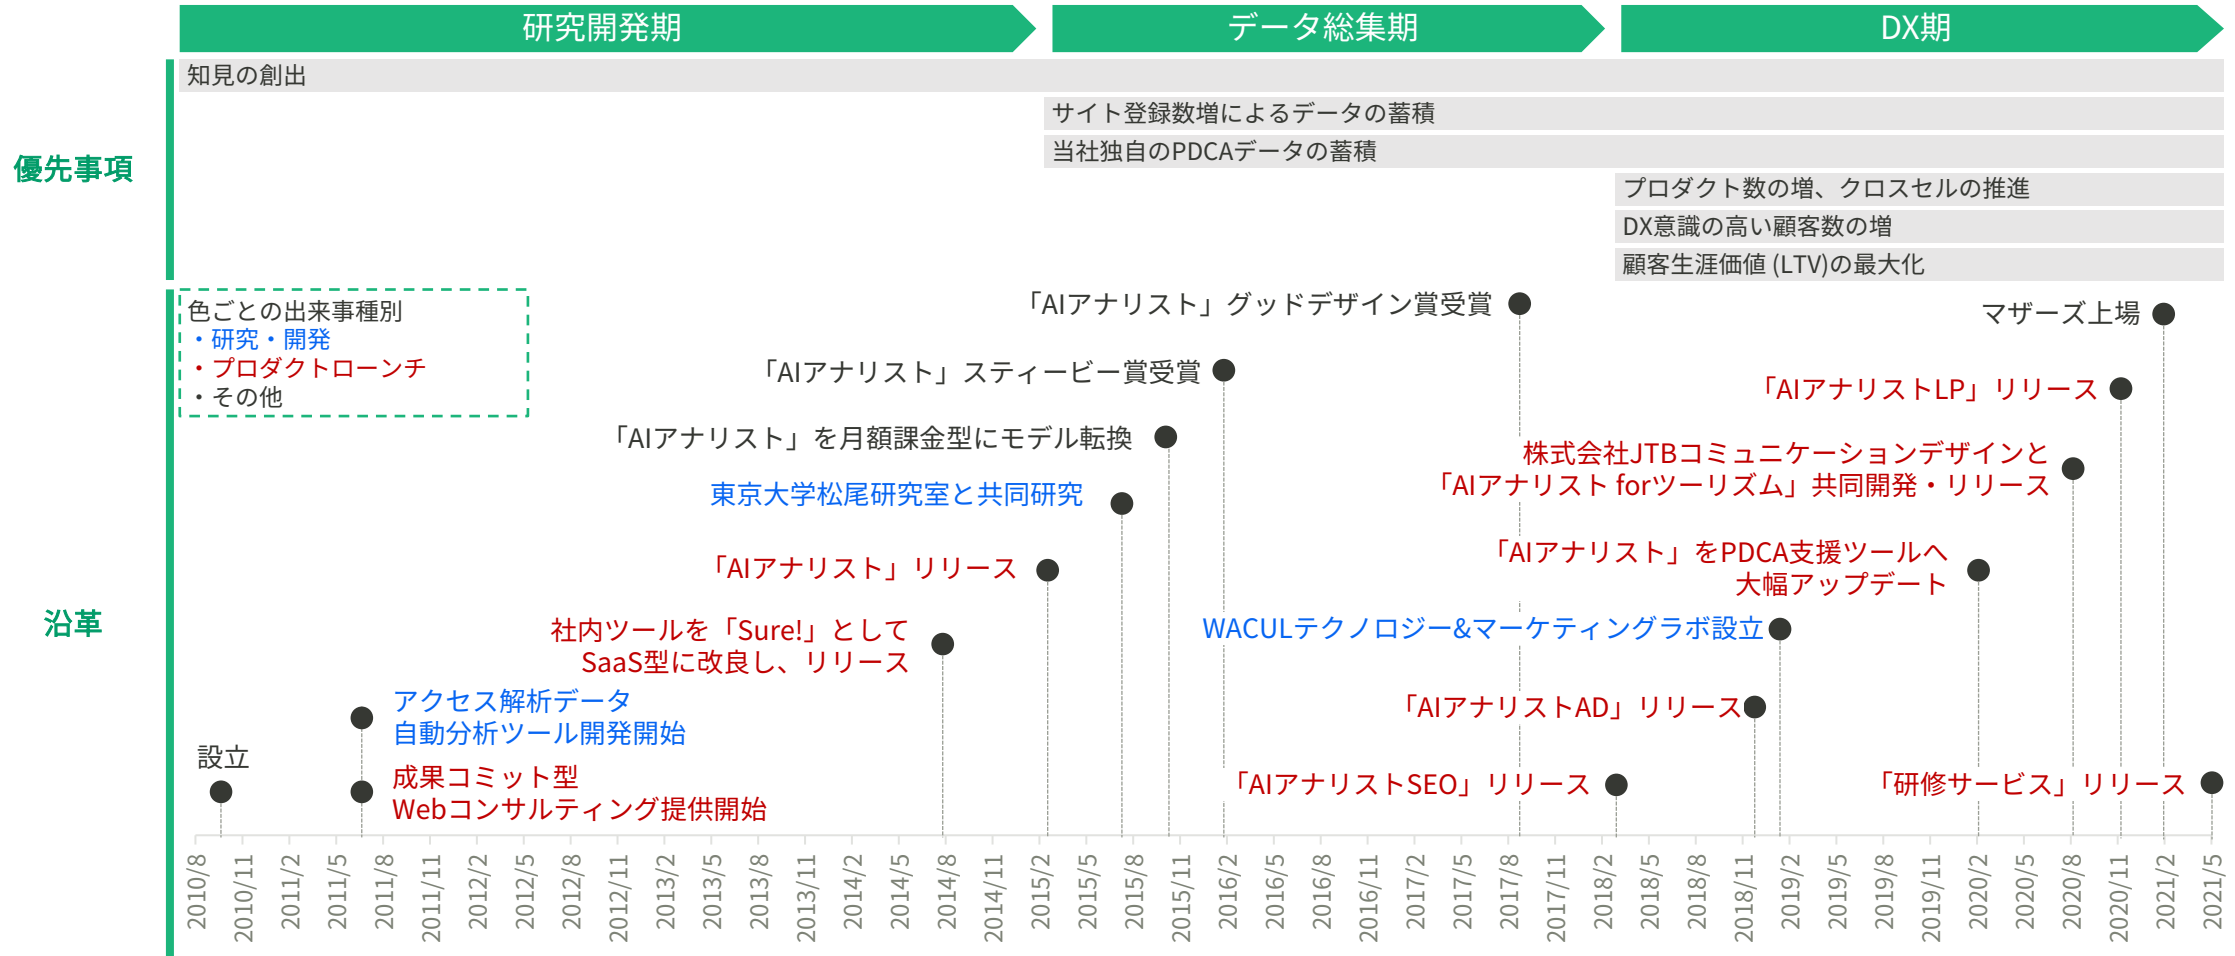 研究開発期
データ総集期
DX期
優先事項
知見の創出
サイト登録数増によるデータの蓄積
当社独自のPDCAデータの蓄積
プロダクト数の増、クロスセルの推進
DX意識の高い顧客数の増
顧客生涯価値 (LTV)の最大化
沿革
色ごとの出来事種別
・研究・開発
・プロダクトローンチ
・その他
設立
アクセス解析データ
自動分析ツール開発開始
成果コミット型
Webコンサルティング提供開始
社内ツールを「Sure!」として
SaaS型に改良し、リリース
「AIアナリスト」リリース
東京大学松尾研究室と共同研究
「AIアナリスト」を月額課金型にモデル転換
「AIアナリスト」スティービー賞受賞
「AIアナリスト」グッドデザイン賞受賞
「AIアナリストSEO」リリース
「AIアナリストAD」リリース
WACULテクノロジー&マーケティングラボ設立
「AIアナリスト」をPDCA支援ツールへ
大幅アップデート
株式会社JTBコミュニケーションデザインと
「AIアナリスト forツーリズム」共同開発・リリース
「AIアナリストLP」リリース
マザーズ上場
「研修サービス」リリース
2010/8
2010/11
2011/2
2011/5
2011/8
2011/11
2012/2
2012/5
2012/8
2012/11
2013/2
2013/5
2013/8
2013/11
2014/2
2014/5
2014/8
2014/11
2015/2
2015/5
2015/8
2015/11
2016/2
2016/5
2016/8
2016/11
2017/2
2017/5
2017/8
2017/11
2018/2
2018/5
2018/8
2018/11
2019/2
2019/5
2019/8
2019/11
2020/2
2020/5
2020/8
2020/11
2021/2
2021/5